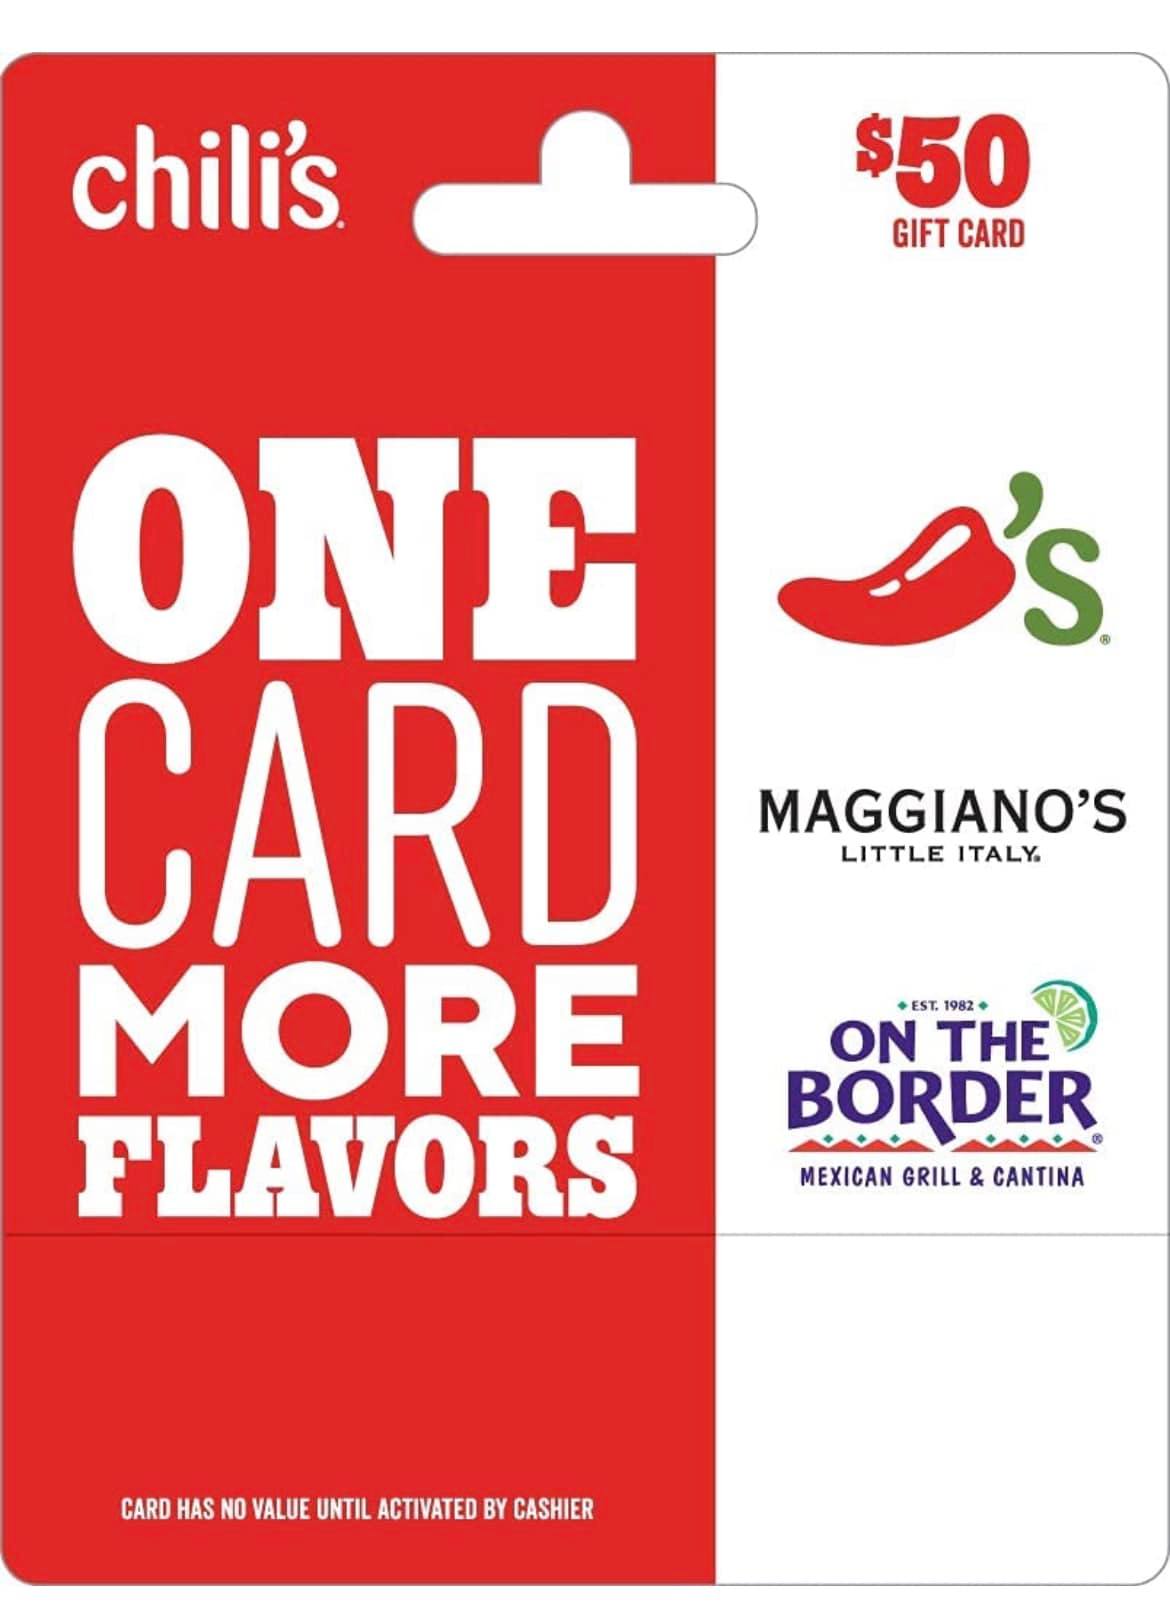 chili's
$50
GIFT CARD
ONE
CARD
MORE
FLAVORS
's
MAGGIANO'S
LITTLE ITALY®
EST. 1982
ON THE
BORDER®
MEXICAN GRILL & CANTINA
CARD HAS NO VALUE UNTIL ACTIVATED BY CASHIER